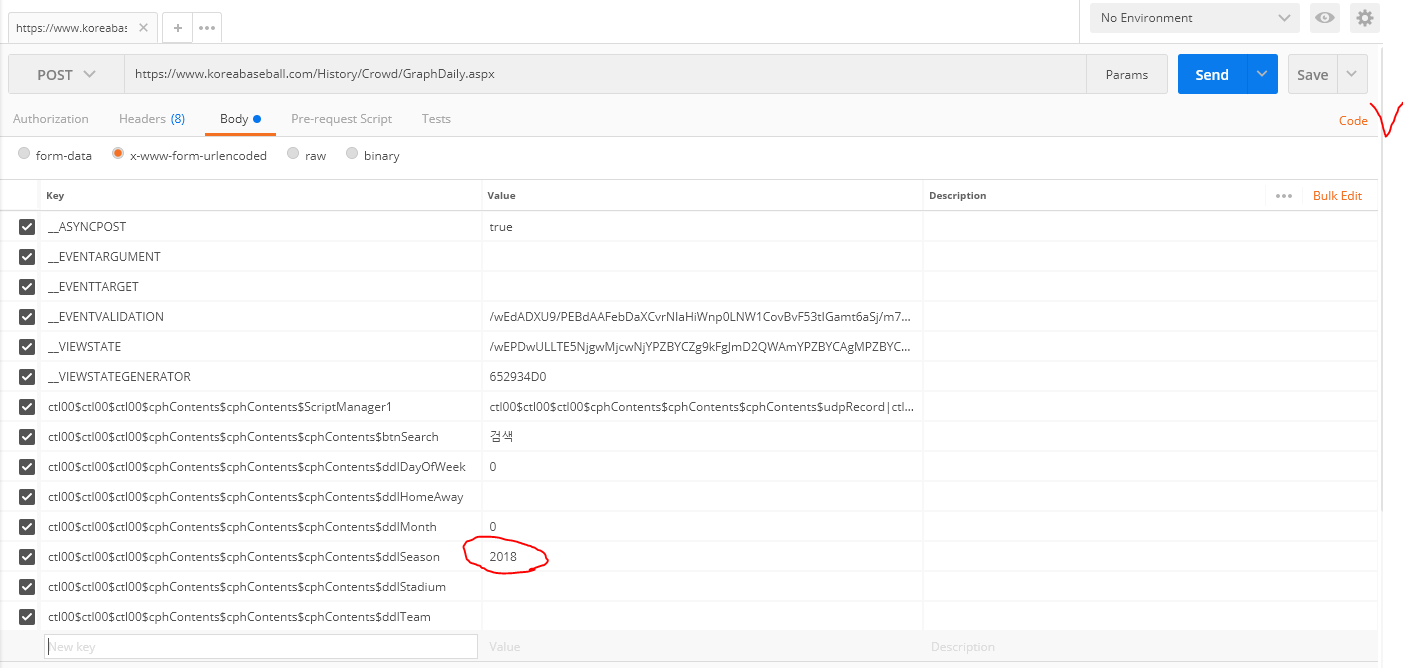 https://www.koreabas
No Environment
POST
https://www.koreabaseball.com/History/Crowd/GraphDaily.aspx
Params
Send
Save
Authorization
Headers (8)
Body
Pre-request Script
Tests
Code
form-data
x-www-form-urlencoded
raw
binary
Key
Value
Description
Bulk Edit
__ASYNCPOST
true
__EVENTARGUMENT
__EVENTTARGET
__EVENTVALIDATION
/wEdADXU9/PEBdAAFebDaXCvrNIaHiWnp0LNW1CovBvF53tIGamt6aSj/m7...
__VIEWSTATE
/wEPDwULLTE5NjgwMjcwNjYPZBYCZg9kFgJmD2QWAmYPZBYCAgMPZBYC...
__VIEWSTATEGENERATOR
652934D0
ctl00$ctl00$ctl00$cphContents$cphContents$ScriptManager1
ctl00$ctl00$ctl00$cphContents$cphContents$cphContents$udpRecord|ctl...
ctl00$ctl00$ctl00$cphContents$cphContents$cphContents$btnSearch
검색
ctl00$ctl00$ctl00$cphContents$cphContents$cphContents$ddlDayOfWeek
0
ctl00$ctl00$ctl00$cphContents$cphContents$cphContents$ddlHomeAway
ctl00$ctl00$ctl00$cphContents$cphContents$cphContents$ddlMonth
0
ctl00$ctl00$ctl00$cphContents$cphContents$cphContents$ddlSeason
2018
ctl00$ctl00$ctl00$cphContents$cphContents$cphContents$ddlStadium
ctl00$ctl00$ctl00$cphContents$cphContents$cphContents$ddlTeam
New key
Value
Description